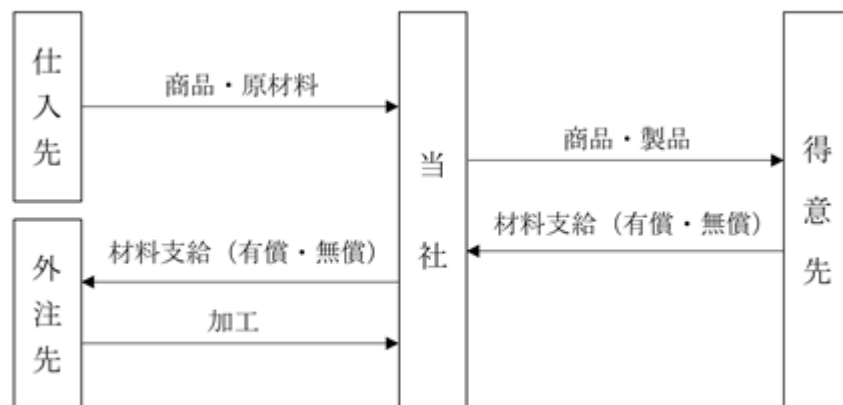 仕入先
商品・原材料
外注先
材料支給（有償・無償）
加工
当社
商品・製品
材料支給（有償・無償）
得意先